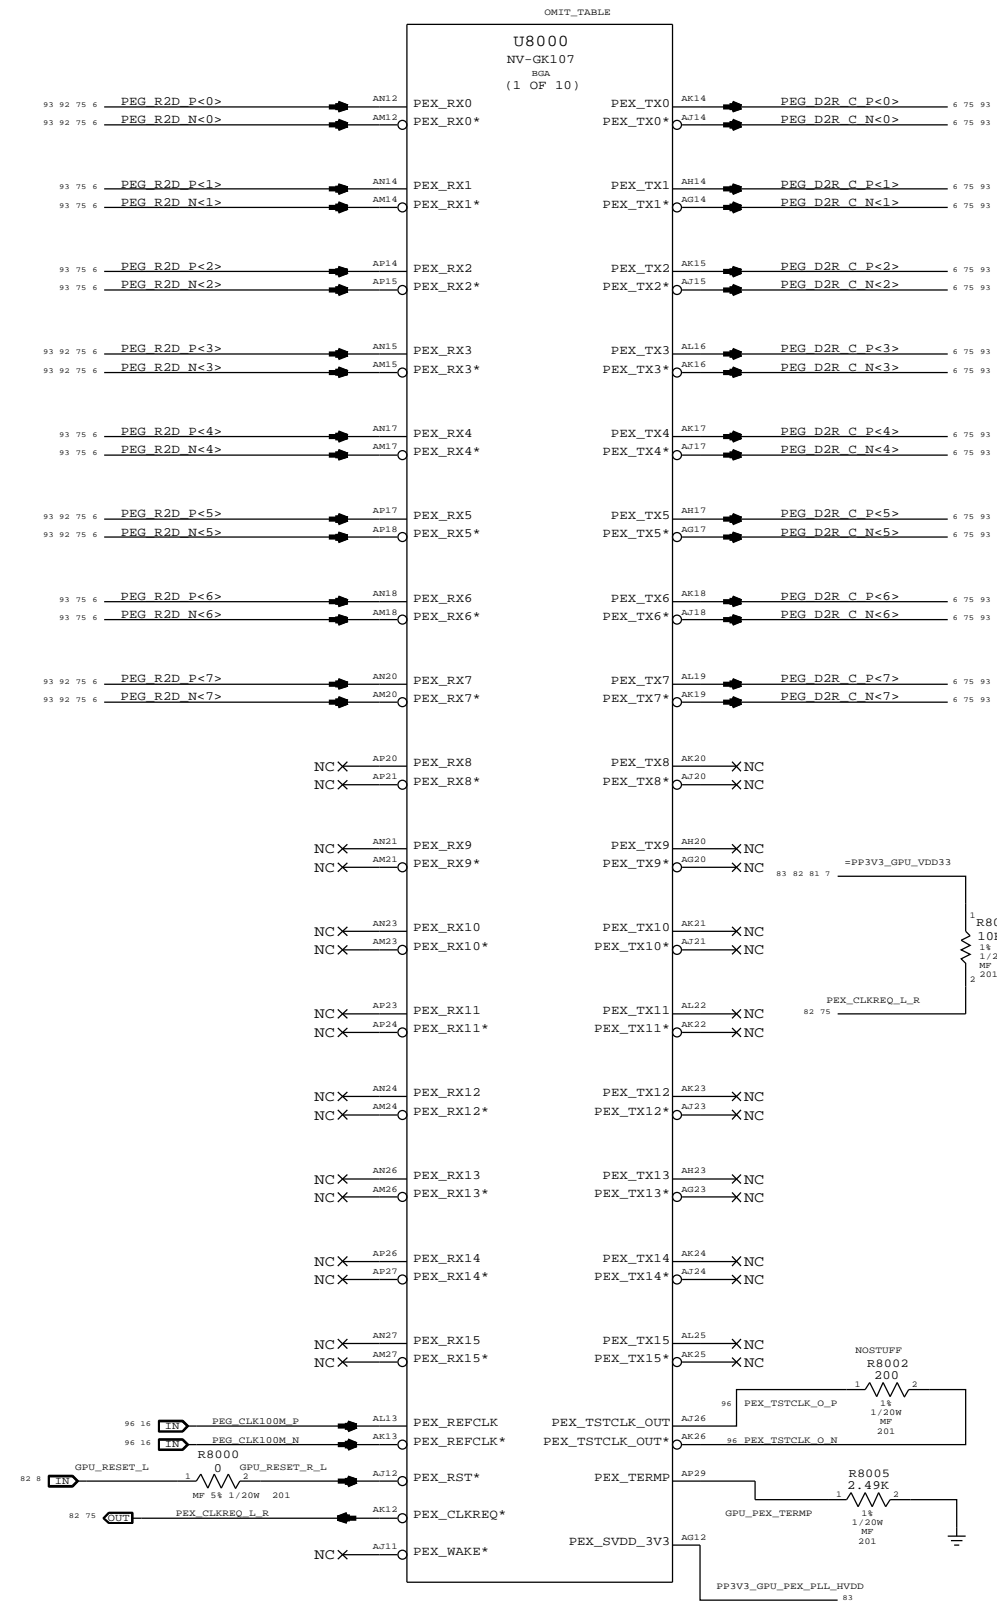 OMIT_TABLE
U8000
NV-GK107
BGA
(1 OF 10)
93 92 75 6 PEG_R2D_P<0> AN12 PEX_RX0 PEX_TX0 AK14 PEG_D2R_C_P<0> 6 75 93
93 92 75 6 PEG_R2D_N<0> AM12 PEX_RX0* PEX_TX0* AJ14 PEG_D2R_C_N<0> 6 75 93
93 75 6 PEG_R2D_P<1> AN14 PEX_RX1 PEX_TX1 AH14 PEG_D2R_C_P<1> 6 75 93
93 75 6 PEG_R2D_N<1> AM14 PEX_RX1* PEX_TX1* AG14 PEG_D2R_C_N<1> 6 75 93
93 75 6 PEG_R2D_P<2> AP14 PEX_RX2 PEX_TX2 AK15 PEG_D2R_C_P<2> 6 75 93
93 75 6 PEG_R2D_N<2> AP15 PEX_RX2* PEX_TX2* AJ15 PEG_D2R_C_N<2> 6 75 93
93 92 75 6 PEG_R2D_P<3> AN15 PEX_RX3 PEX_TX3 AL16 PEG_D2R_C_P<3> 6 75 93
93 92 75 6 PEG_R2D_N<3> AM15 PEX_RX3* PEX_TX3* AK16 PEG_D2R_C_N<3> 6 75 93
93 75 6 PEG_R2D_P<4> AN17 PEX_RX4 PEX_TX4 AK17 PEG_D2R_C_P<4> 6 75 93
93 75 6 PEG_R2D_N<4> AM17 PEX_RX4* PEX_TX4* AJ17 PEG_D2R_C_N<4> 6 75 93
93 92 75 6 PEG_R2D_P<5> AP17 PEX_RX5 PEX_TX5 AH17 PEG_D2R_C_P<5> 6 75 93
93 92 75 6 PEG_R2D_N<5> AP18 PEX_RX5* PEX_TX5* AG17 PEG_D2R_C_N<5> 6 75 93
93 75 6 PEG_R2D_P<6> AN18 PEX_RX6 PEX_TX6 AK18 PEG_D2R_C_P<6> 6 75 93
93 75 6 PEG_R2D_N<6> AM18 PEX_RX6* PEX_TX6* AJ18 PEG_D2R_C_N<6> 6 75 93
93 92 75 6 PEG_R2D_P<7> AN20 PEX_RX7 PEX_TX7 AL19 PEG_D2R_C_P<7> 6 75 93
93 92 75 6 PEG_R2D_N<7> AM20 PEX_RX7* PEX_TX7* AK19 PEG_D2R_C_N<7> 6 75 93
NC AP20 PEX_RX8 PEX_TX8 AK20 NC
NC AP21 PEX_RX8* PEX_TX8* AJ20 NC
NC AN21 PEX_RX9 PEX_TX9 AH20 NC
NC AM21 PEX_RX9* PEX_TX9* AG20 NC
=PP3V3_GPU_VDD33
83 82 81 7
NC AN23 PEX_RX10 PEX_TX10 AK21 NC
NC AM23 PEX_RX10* PEX_TX10* AJ21 NC
1
1%
MF
201
2
PEX_CLKREQ_L_R
82 75
NC AP23 PEX_RX11 PEX_TX11 AL22 NC
NC AP24 PEX_RX11* PEX_TX11* AK22 NC
NC AN24 PEX_RX12 PEX_TX12 AK23 NC
NC AM24 PEX_RX12* PEX_TX12* AJ23 NC
NC AN26 PEX_RX13 PEX_TX13 AH23 NC
NC AM26 PEX_RX13* PEX_TX13* AG23 NC
NC AP26 PEX_RX14 PEX_TX14 AK24 NC
NC AP27 PEX_RX14* PEX_TX14* AJ24 NC
NC AN27 PEX_RX15 PEX_TX15 AL25 NC
NC AM27 PEX_RX15* PEX_TX15* AK25 NC
NOSTUFF
R8002
200
1 2
1%
1/20W
MF
201
96 PEX_TSTCLK_O_P
96 16 IN PEG_CLK100M_P AL13 PEX_REFCLK PEX_TSTCLK_OUT AJ26
96 16 IN PEG_CLK100M_N AK13 PEX_REFCLK* PEX_TSTCLK_OUT* AK26 96 PEX_TSTCLK_O_N
R8000
0
82 8 IN GPU_RESET_L 1 2 GPU_RESET_R_L AJ12 PEX_RST* PEX_TERMP AP29
MF 5% 1/20W 201
R8005
2.49K
1 2
1%
1/20W
MF
201
GPU_PEX_TERMP
82 75 OUT PEX_CLKREQ_L_R AK12 PEX_CLKREQ*
PEX_SVDD_3V3 AG12
NC AJ11 PEX_WAKE*
PP3V3_GPU_PEX_PLL_HVDD
83